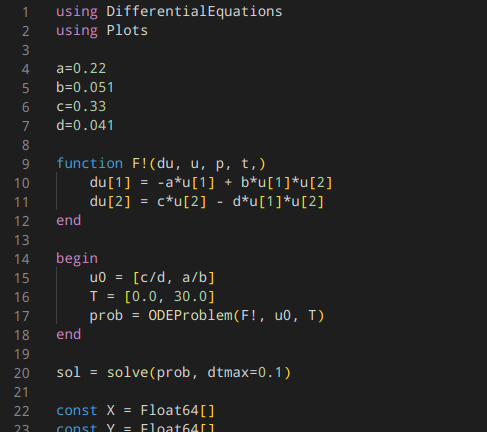 1 using DifferentialEquations
2 using Plots
3
4 a=0.22
5 b=0.051
6 c=0.33
7 d=0.041
8
9 function F!(du, u, p, t,)
10     du[1] = -a*u[1] + b*u[1]*u[2]
11     du[2] = c*u[2] - d*u[1]*u[2]
12 end
13
14 begin
15     u0 = [c/d, a/b]
16     T = [0.0, 30.0]
17     prob = ODEProblem(F!, u0, T)
18 end
19
20 sol = solve(prob, dtmax=0.1)
21
22 const X = Float64[]
23 const Y = Float64[]